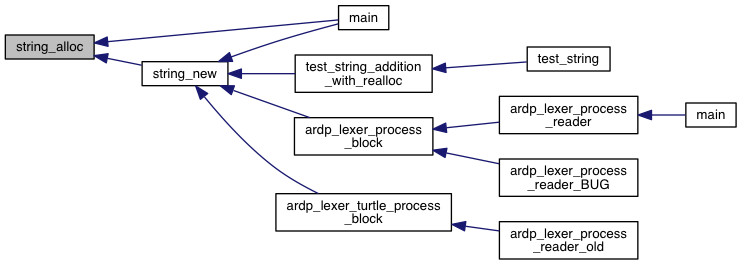 main
string_alloc
string_new
test_string_addition
_with_realloc
test_string
ardp_lexer_process
_block
ardp_lexer_process
_reader
main
ardp_lexer_process
_reader_BUG
ardp_lexer_turtle_process
_block
ardp_lexer_process
_reader_old